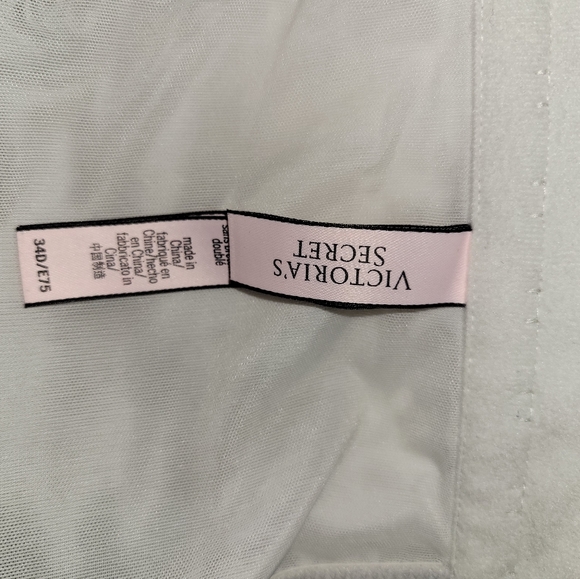 VICTORIA'S
SECRET
double
made in
China
fabriqué en
Chine/hecho
en China/
fabbricato in
Cina/
中国制造
34D/E75